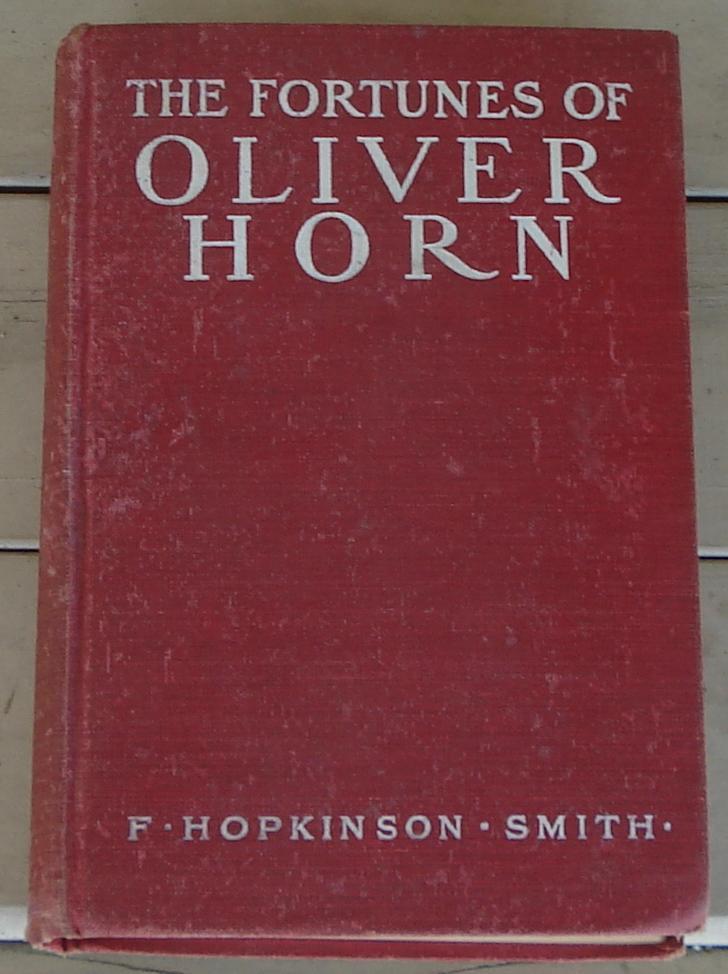 THE FORTUNES OF
OLIVER
HORN
F·HOPKINSON·SMITH·